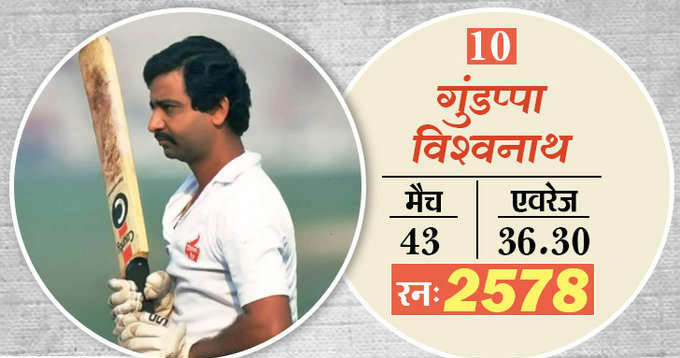 10
गुंडप्पा
विश्वनाथ
मैच एवरेज
43 36.30
रनः 2578